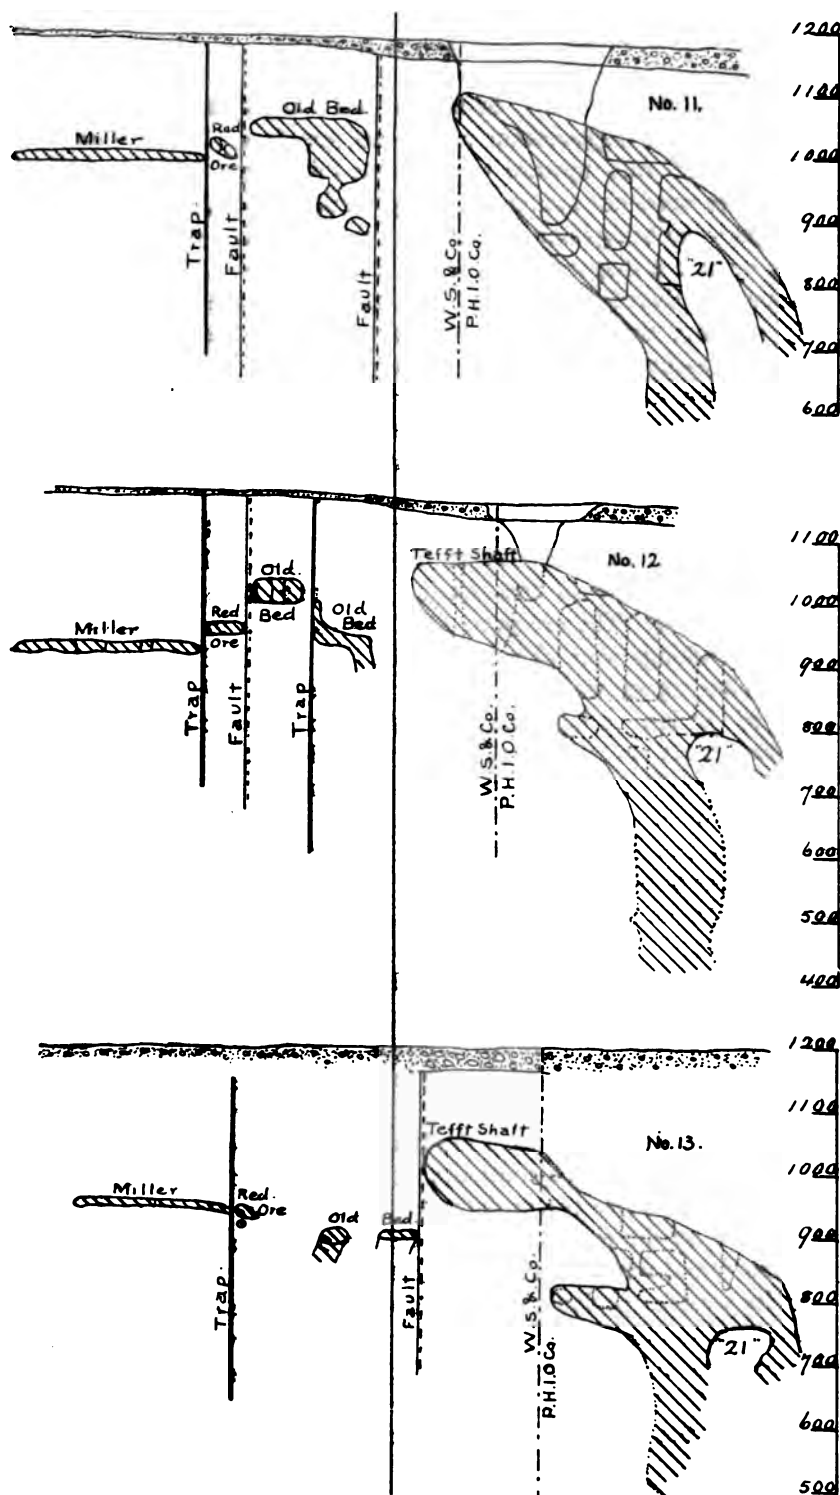 1200
1100
1000
900
800
700
600
No. 11.
Old Bed
Miller
Red
Ore
Trap.
Fault
Fault
W.S.& Co.
P.H.I.O.Co.
"21"
1100
1000
900
800
700
600
500
400
Tefft Shaft
No. 12
Old.
Bed
Miller
Red
Ore
Old
Bed
Trap
Fault
Trap
W.S.& Co.
P.H.I.O.Co.
"21"
1200
1100
1000
900
800
700
600
500
Tefft Shaft
No. 13.
Miller
Red.
Ore
Old
Bed.
Trap
Fault
W.S.& Co.
P.H.I.O.Co.
"21"